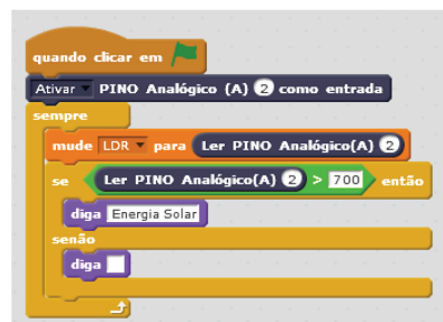 quando clicar em
Ativar PINO Analógico (A) 2 como entrada
sempre
mude LDR para Ler PINO Analógico(A) 2
se Ler PINO Analógico(A) 2 > 700 então
diga Energia Solar
senão
diga